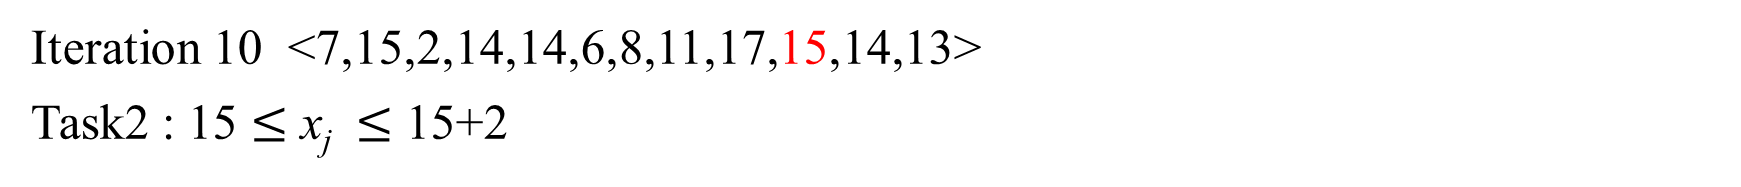 Iteration 10 <7,15,2,14,14,6,8,11,17,15,14,13>
Task2 : 15 ≤ xj ≤ 15+2